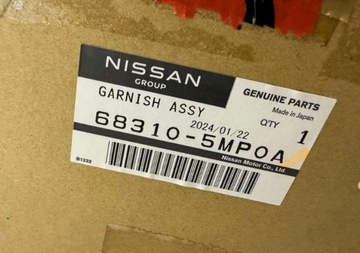 NISSAN
GROUP
GENUINE PARTS
Made in Japan
GARNISH ASSY
2024/01/22
Q'TY 1
68310-5MP0A
Nissan Motor Co., Ltd